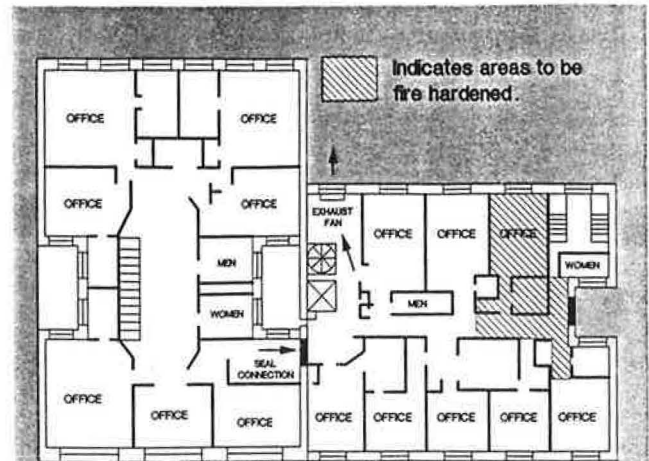 Indicates areas to be
fire hardened.
OFFICE
OFFICE
OFFICE
OFFICE
MEN
WOMEN
SEAL
CONNECTION
OFFICE
OFFICE
OFFICE
EXHAUST
FAN
OFFICE
OFFICE
OFFICE
WOMEN
MEN
OFFICE
OFFICE
OFFICE
OFFICE
OFFICE